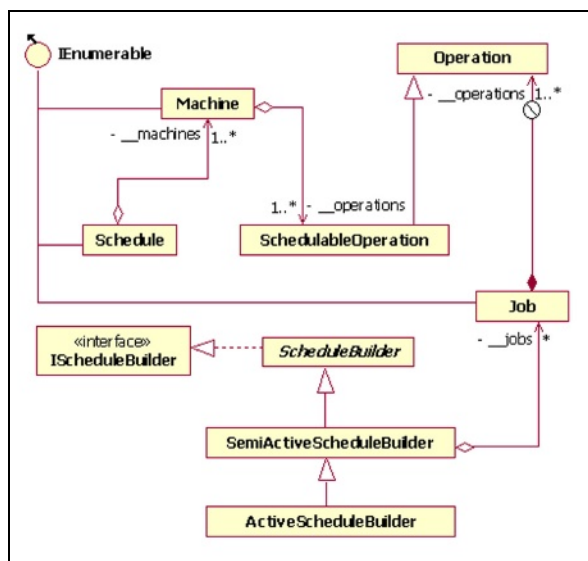 IEnumerable
Operation
- __operations 1..*
Machine
- __machines 1..*
1..* - __operations
Schedule
SchedulableOperation
Job
- __jobs *
«interface»
IScheduleBuilder
ScheduleBuilder
SemiActiveScheduleBuilder
ActiveScheduleBuilder